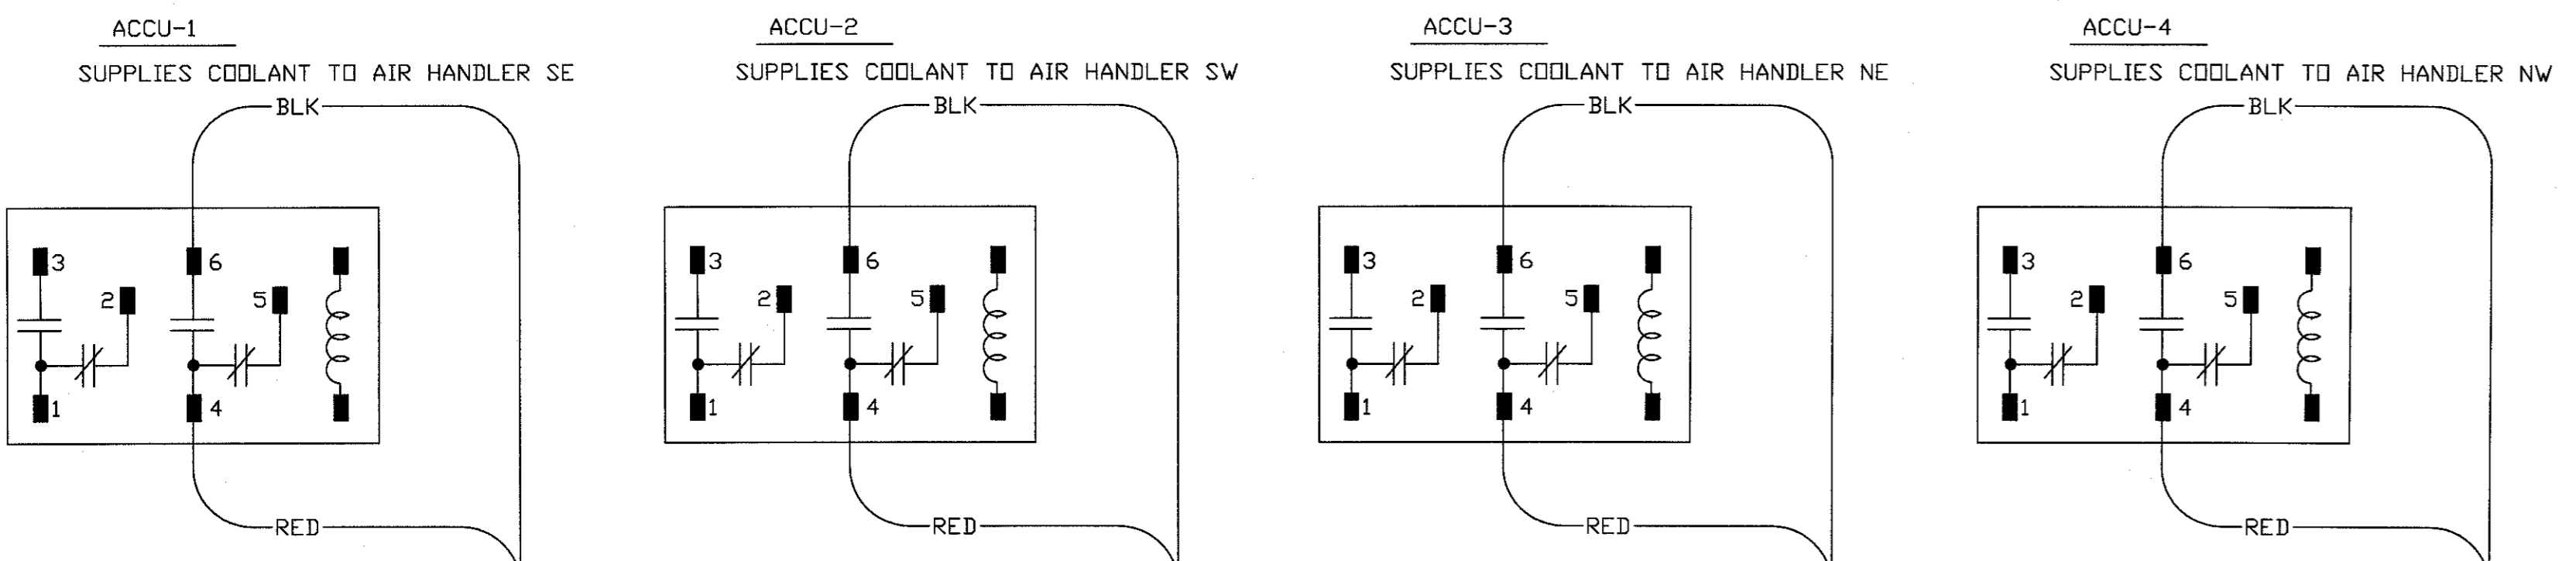 ACCU-1
SUPPLIES COOLANT TO AIR HANDLER SE
BLK
3
6
2
5
1
4
RED
ACCU-2
SUPPLIES COOLANT TO AIR HANDLER SW
BLK
3
6
2
5
1
4
RED
ACCU-3
SUPPLIES COOLANT TO AIR HANDLER NE
BLK
3
6
2
5
1
4
RED
ACCU-4
SUPPLIES COOLANT TO AIR HANDLER NW
BLK
3
6
2
5
1
4
RED